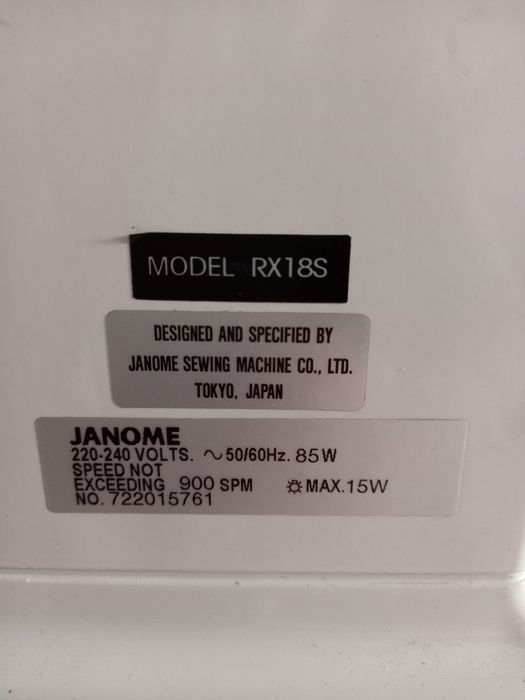 MODEL RX18S
DESIGNED AND SPECIFIED BY
JANOME SEWING MACHINE CO., LTD.
TOKYO, JAPAN
JANOME
220-240 VOLTS. ~ 50/60Hz. 85W
SPEED NOT
EXCEEDING 900 SPM ☼ MAX.15W
NO. 722015761